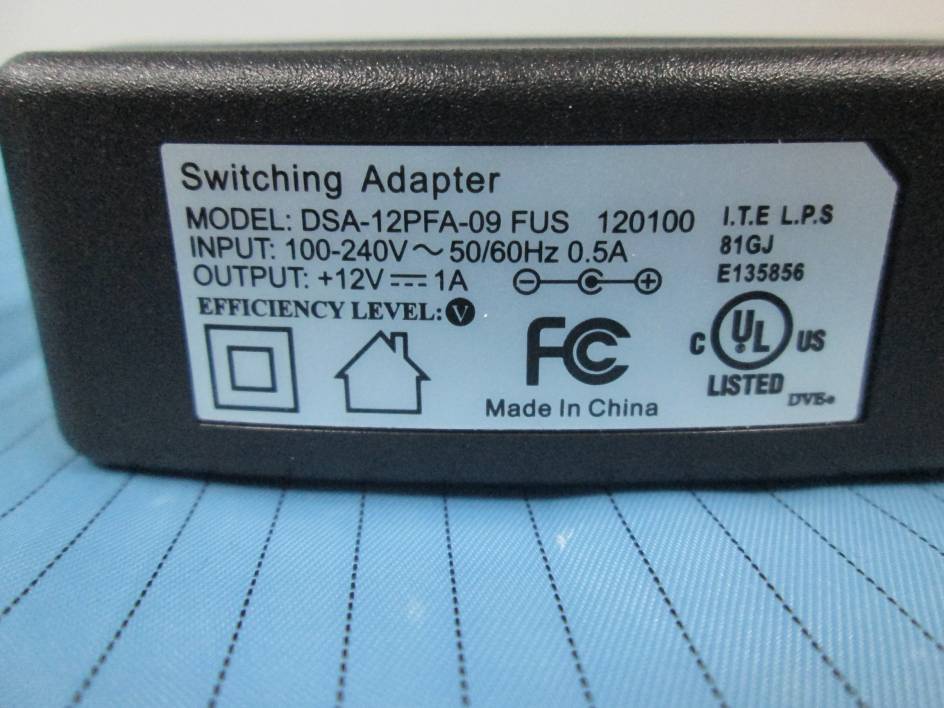 Switching Adapter
MODEL: DSA-12PFA-09 FUS 120100
INPUT: 100-240V ~ 50/60Hz 0.5A
OUTPUT: +12V ⎓ 1A
EFFICIENCY LEVEL: V
I.T.E L.P.S
81GJ
E135856
FC
Made In China
C UL US
LISTED
DVE